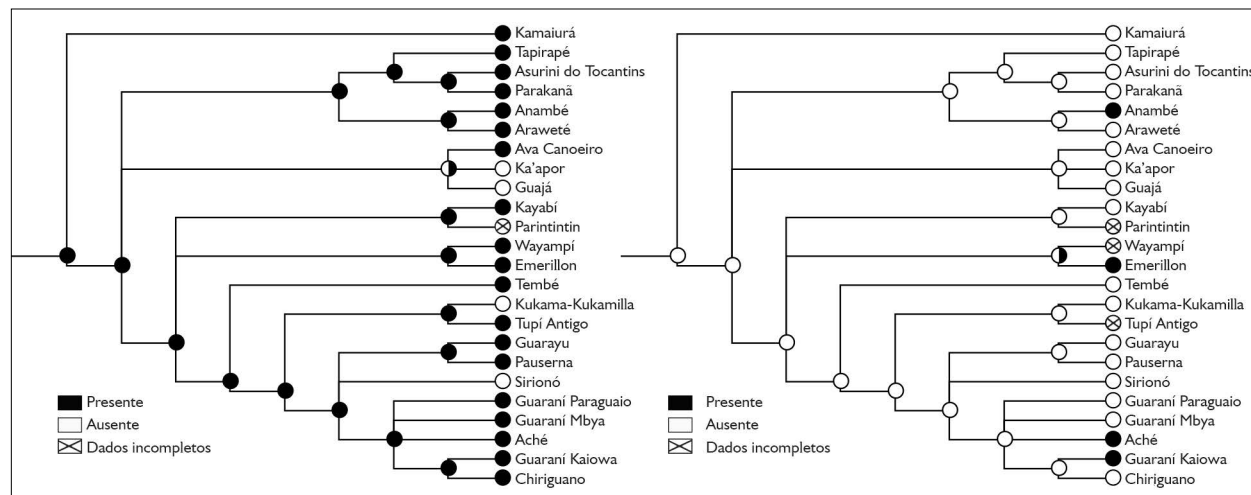 Kamaiurá
Tapirapé
Asurini do Tocantins
Parakanã
Anambé
Araweté
Ava Canoeiro
Ka'apor
Guajá
Kayabí
Parintintin
Wayampí
Emerillon
Tembé
Kukama-Kukamilla
Tupí Antigo
Guarayu
Pauserna
Sirionó
Guaraní Paraguaio
Guaraní Mbya
Aché
Guaraní Kaiowa
Chiriguano
Presente
Ausente
Dados incompletos
Kamaiurá
Tapirapé
Asurini do Tocantins
Parakanã
Anambé
Araweté
Ava Canoeiro
Ka'apor
Guajá
Kayabí
Parintintin
Wayampí
Emerillon
Tembé
Kukama-Kukamilla
Tupí Antigo
Guarayu
Pauserna
Sirionó
Guaraní Paraguaio
Guaraní Mbya
Aché
Guaraní Kaiowa
Chiriguano
Presente
Ausente
Dados incompletos